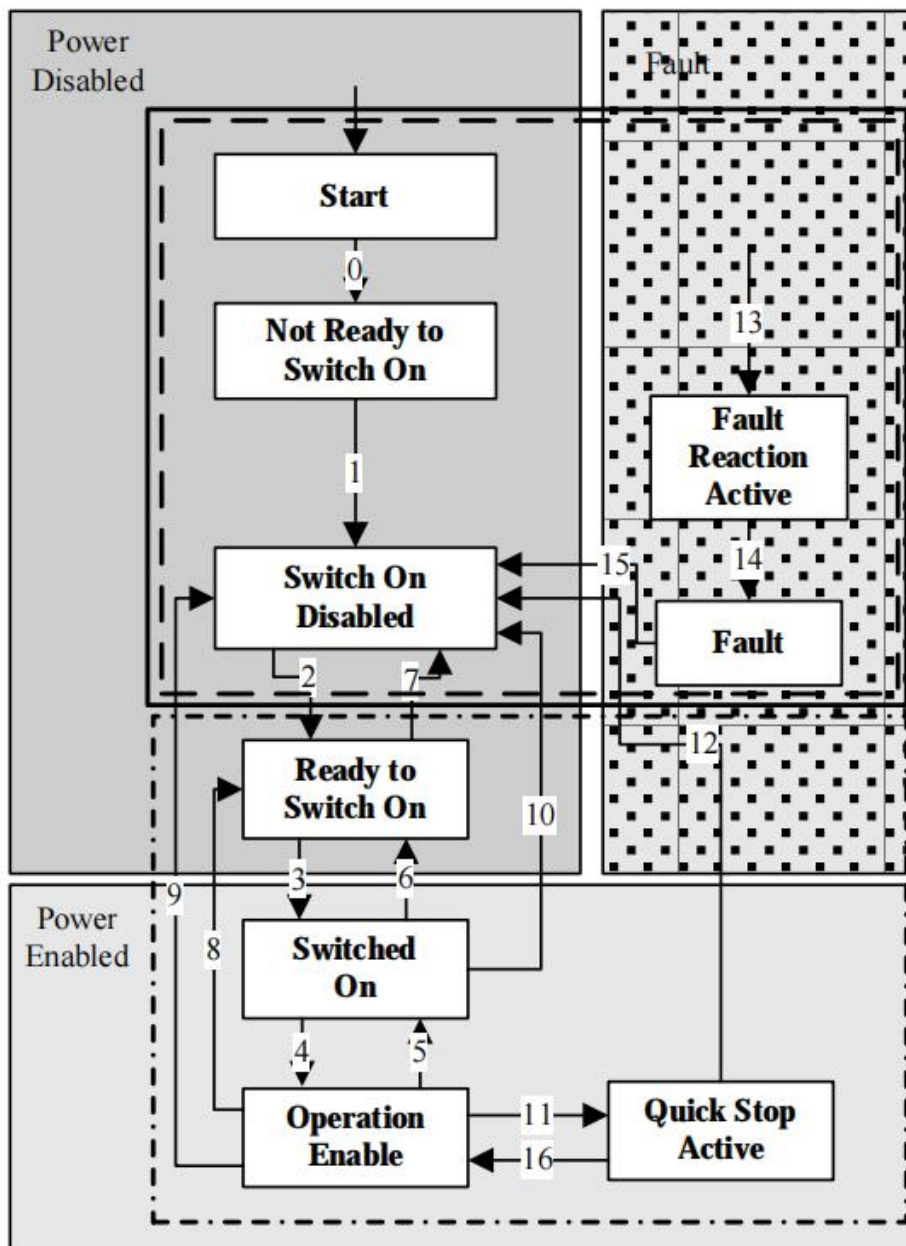 Power
Disabled
Fault
Start
0
Not Ready to
Switch On
13
Fault
Reaction
Active
1
14
15
Switch On
Disabled
Fault
2
7
12
Ready to
Switch On
10
3
6
9
Power
Enabled
8
Switched
On
4
5
Operation
Enable
11
16
Quick Stop
Active